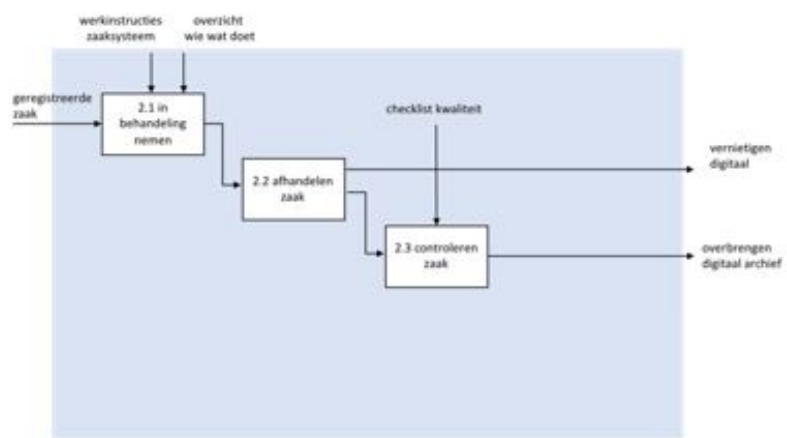 werkinstructies
zaaksysteem
overzicht
wie wat doet
geregistreerde
zaak
2.1 in
behandeling
nemen
checklist kwaliteit
vernietigen
digitaal
2.2 afhandelen
zaak
2.3 controleren
zaak
overbrengen
digitaal archief